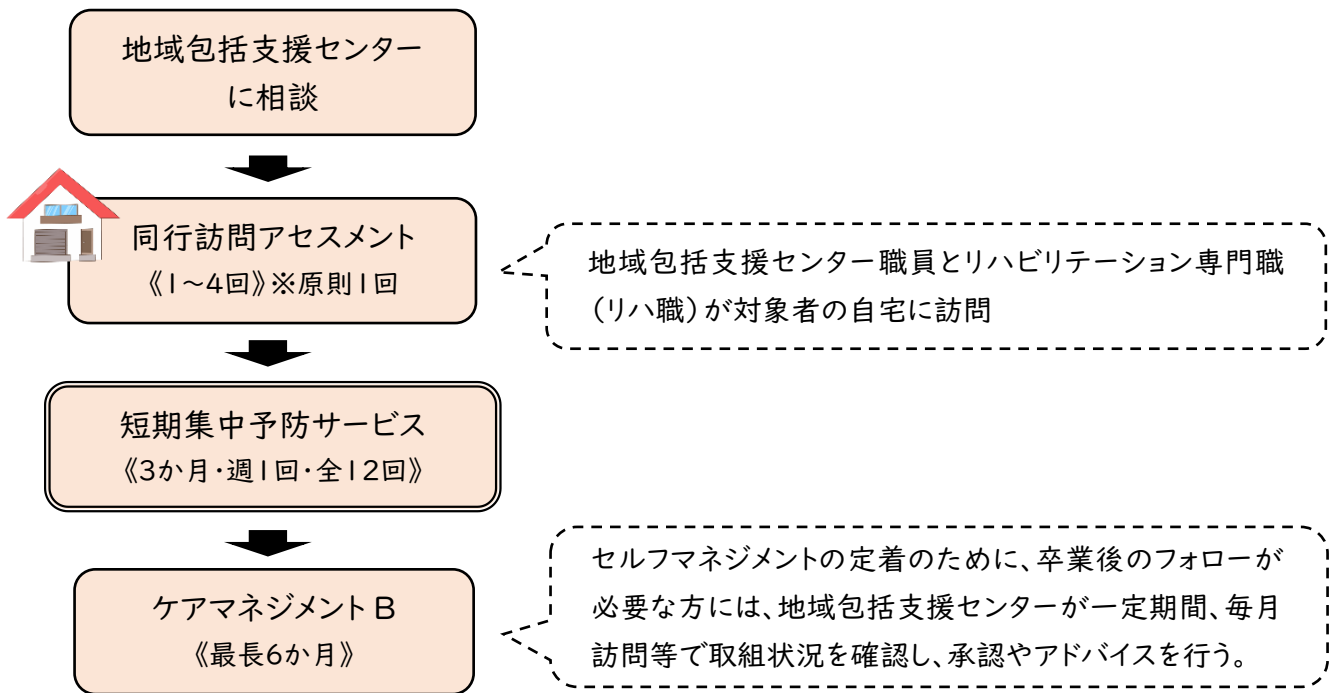 地域包括支援センター
に相談
同行訪問アセスメント
《1～4回》※原則1回
地域包括支援センター職員とリハビリテーション専門職
（リハ職）が対象者の自宅に訪問
短期集中予防サービス
《3か月・週1回・全12回》
ケアマネジメントB
《最長6か月》
セルフマネジメントの定着のために、卒業後のフォローが
必要な方には、地域包括支援センターが一定期間、毎月
訪問等で取組状況を確認し、承認やアドバイスを行う。